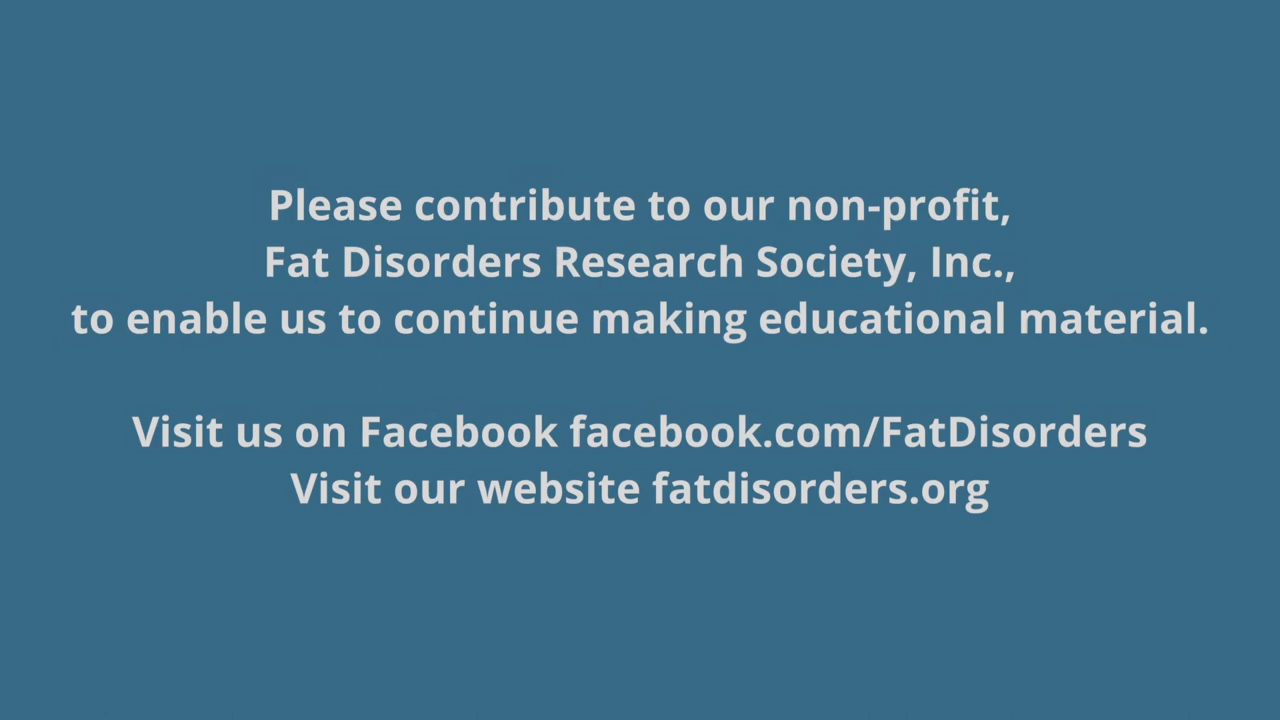 Please contribute to our non-profit,
Fat Disorders Research Society, Inc.,
to enable us to continue making educational material.
Visit us on Facebook facebook.com/FatDisorders
Visit our website fatdisorders.org